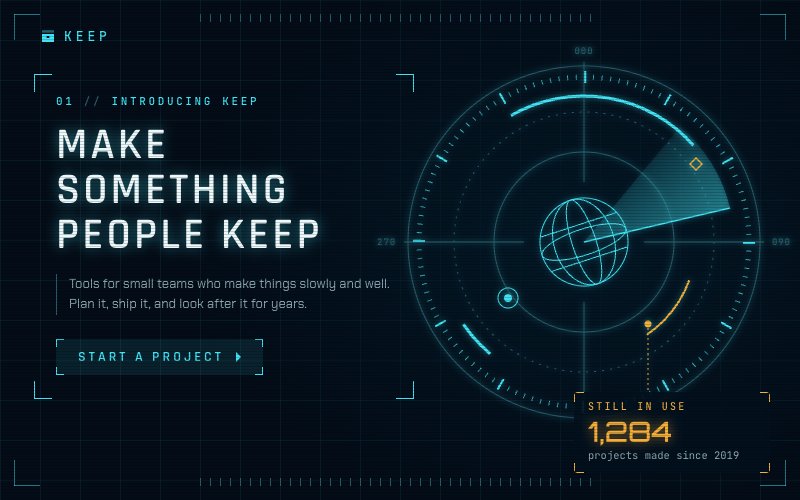 KEEP
01 // INTRODUCING KEEP
MAKE
SOMETHING
PEOPLE KEEP
Tools for small teams who make things slowly and well.
Plan it, ship it, and look after it for years.
START A PROJECT
000
270
090
STILL IN USE
1,284
projects made since 2019